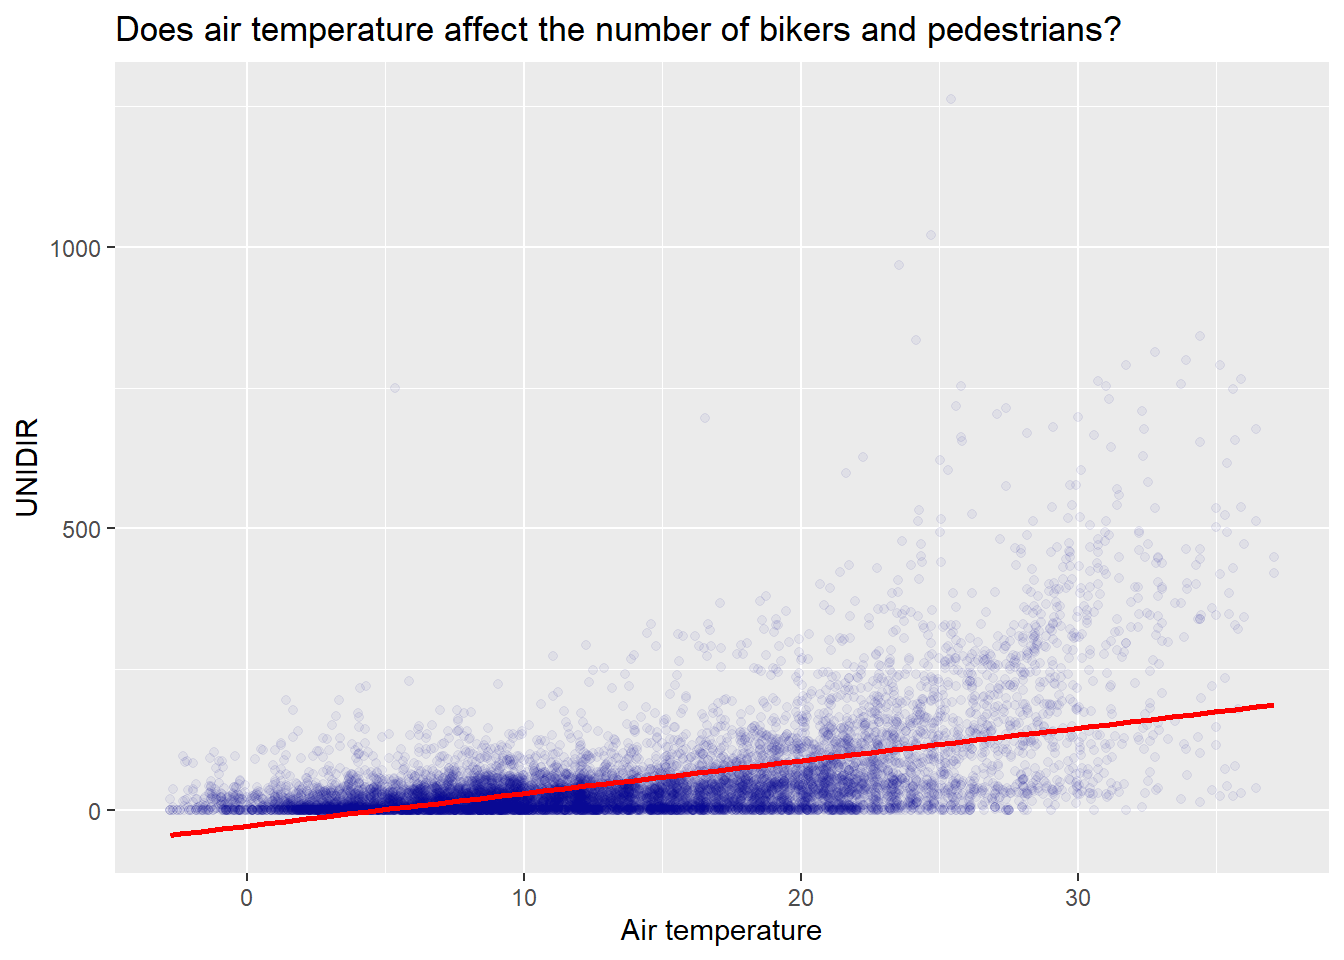 Does air temperature affect the number of bikers and pedestrians?
1000
500
0
UNIDIR
0 10 20 30
Air temperature